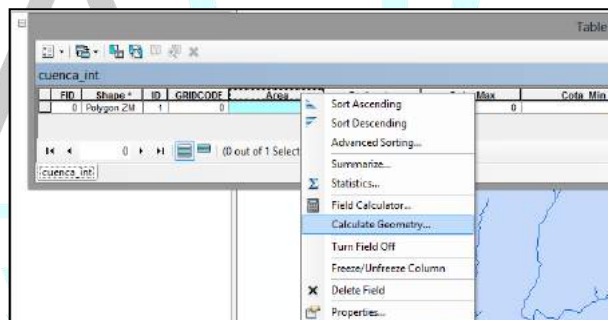 Table
cuenca_int
FID Shape * ID GRIDCODE Area Max Cota_Min
0 Polygon ZM 1 0 0
0 (0 out of 1 Select
cuenca_int
Sort Ascending
Sort Descending
Advanced Sorting...
Summarize...
Σ Statistics...
Field Calculator...
Calculate Geometry...
Turn Field Off
Freeze/Unfreeze Column
Delete Field
Properties...